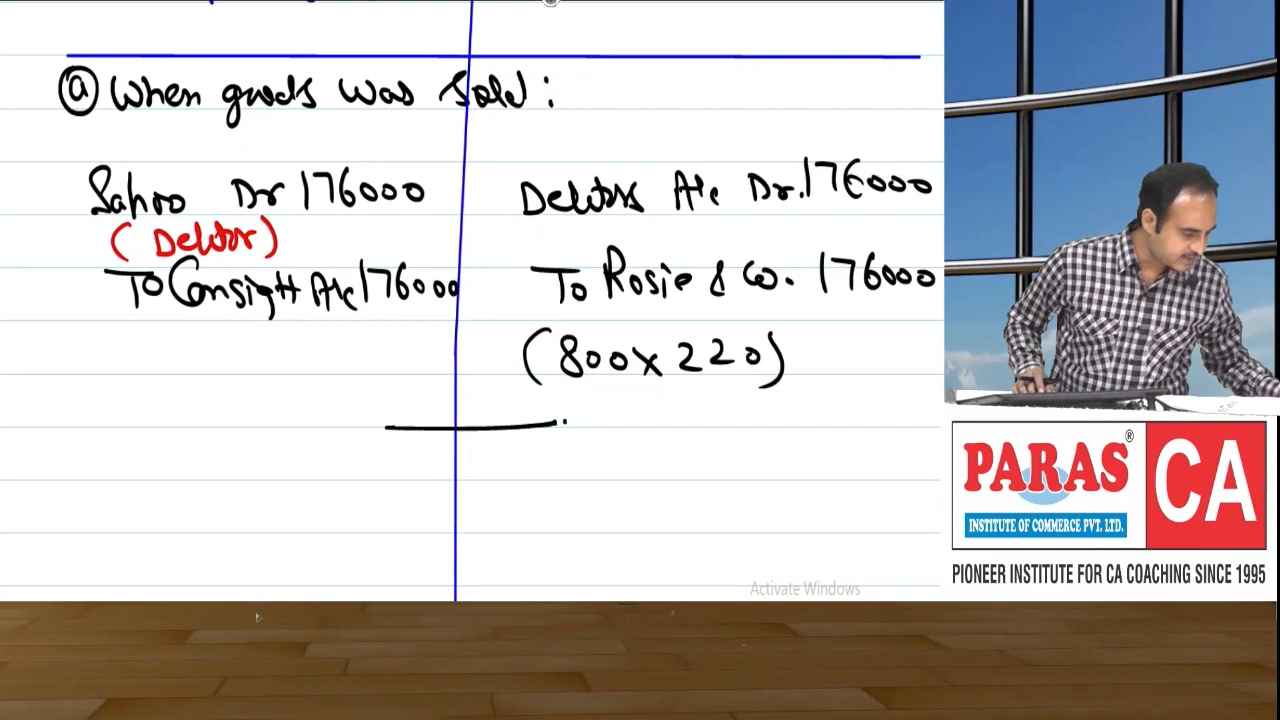 (a) When goods was sold :
Sahoo Dr 176000
(Debtor)
To Consigtt A/c 176000
Debtors A/c Dr. 176000
To Rosie & Co. 176000
(800 x 220)
PARAS ®
INSTITUTE OF COMMERCE PVT. LTD.
CA
PIONEER INSTITUTE FOR CA COACHING SINCE 1995
Activate Windows